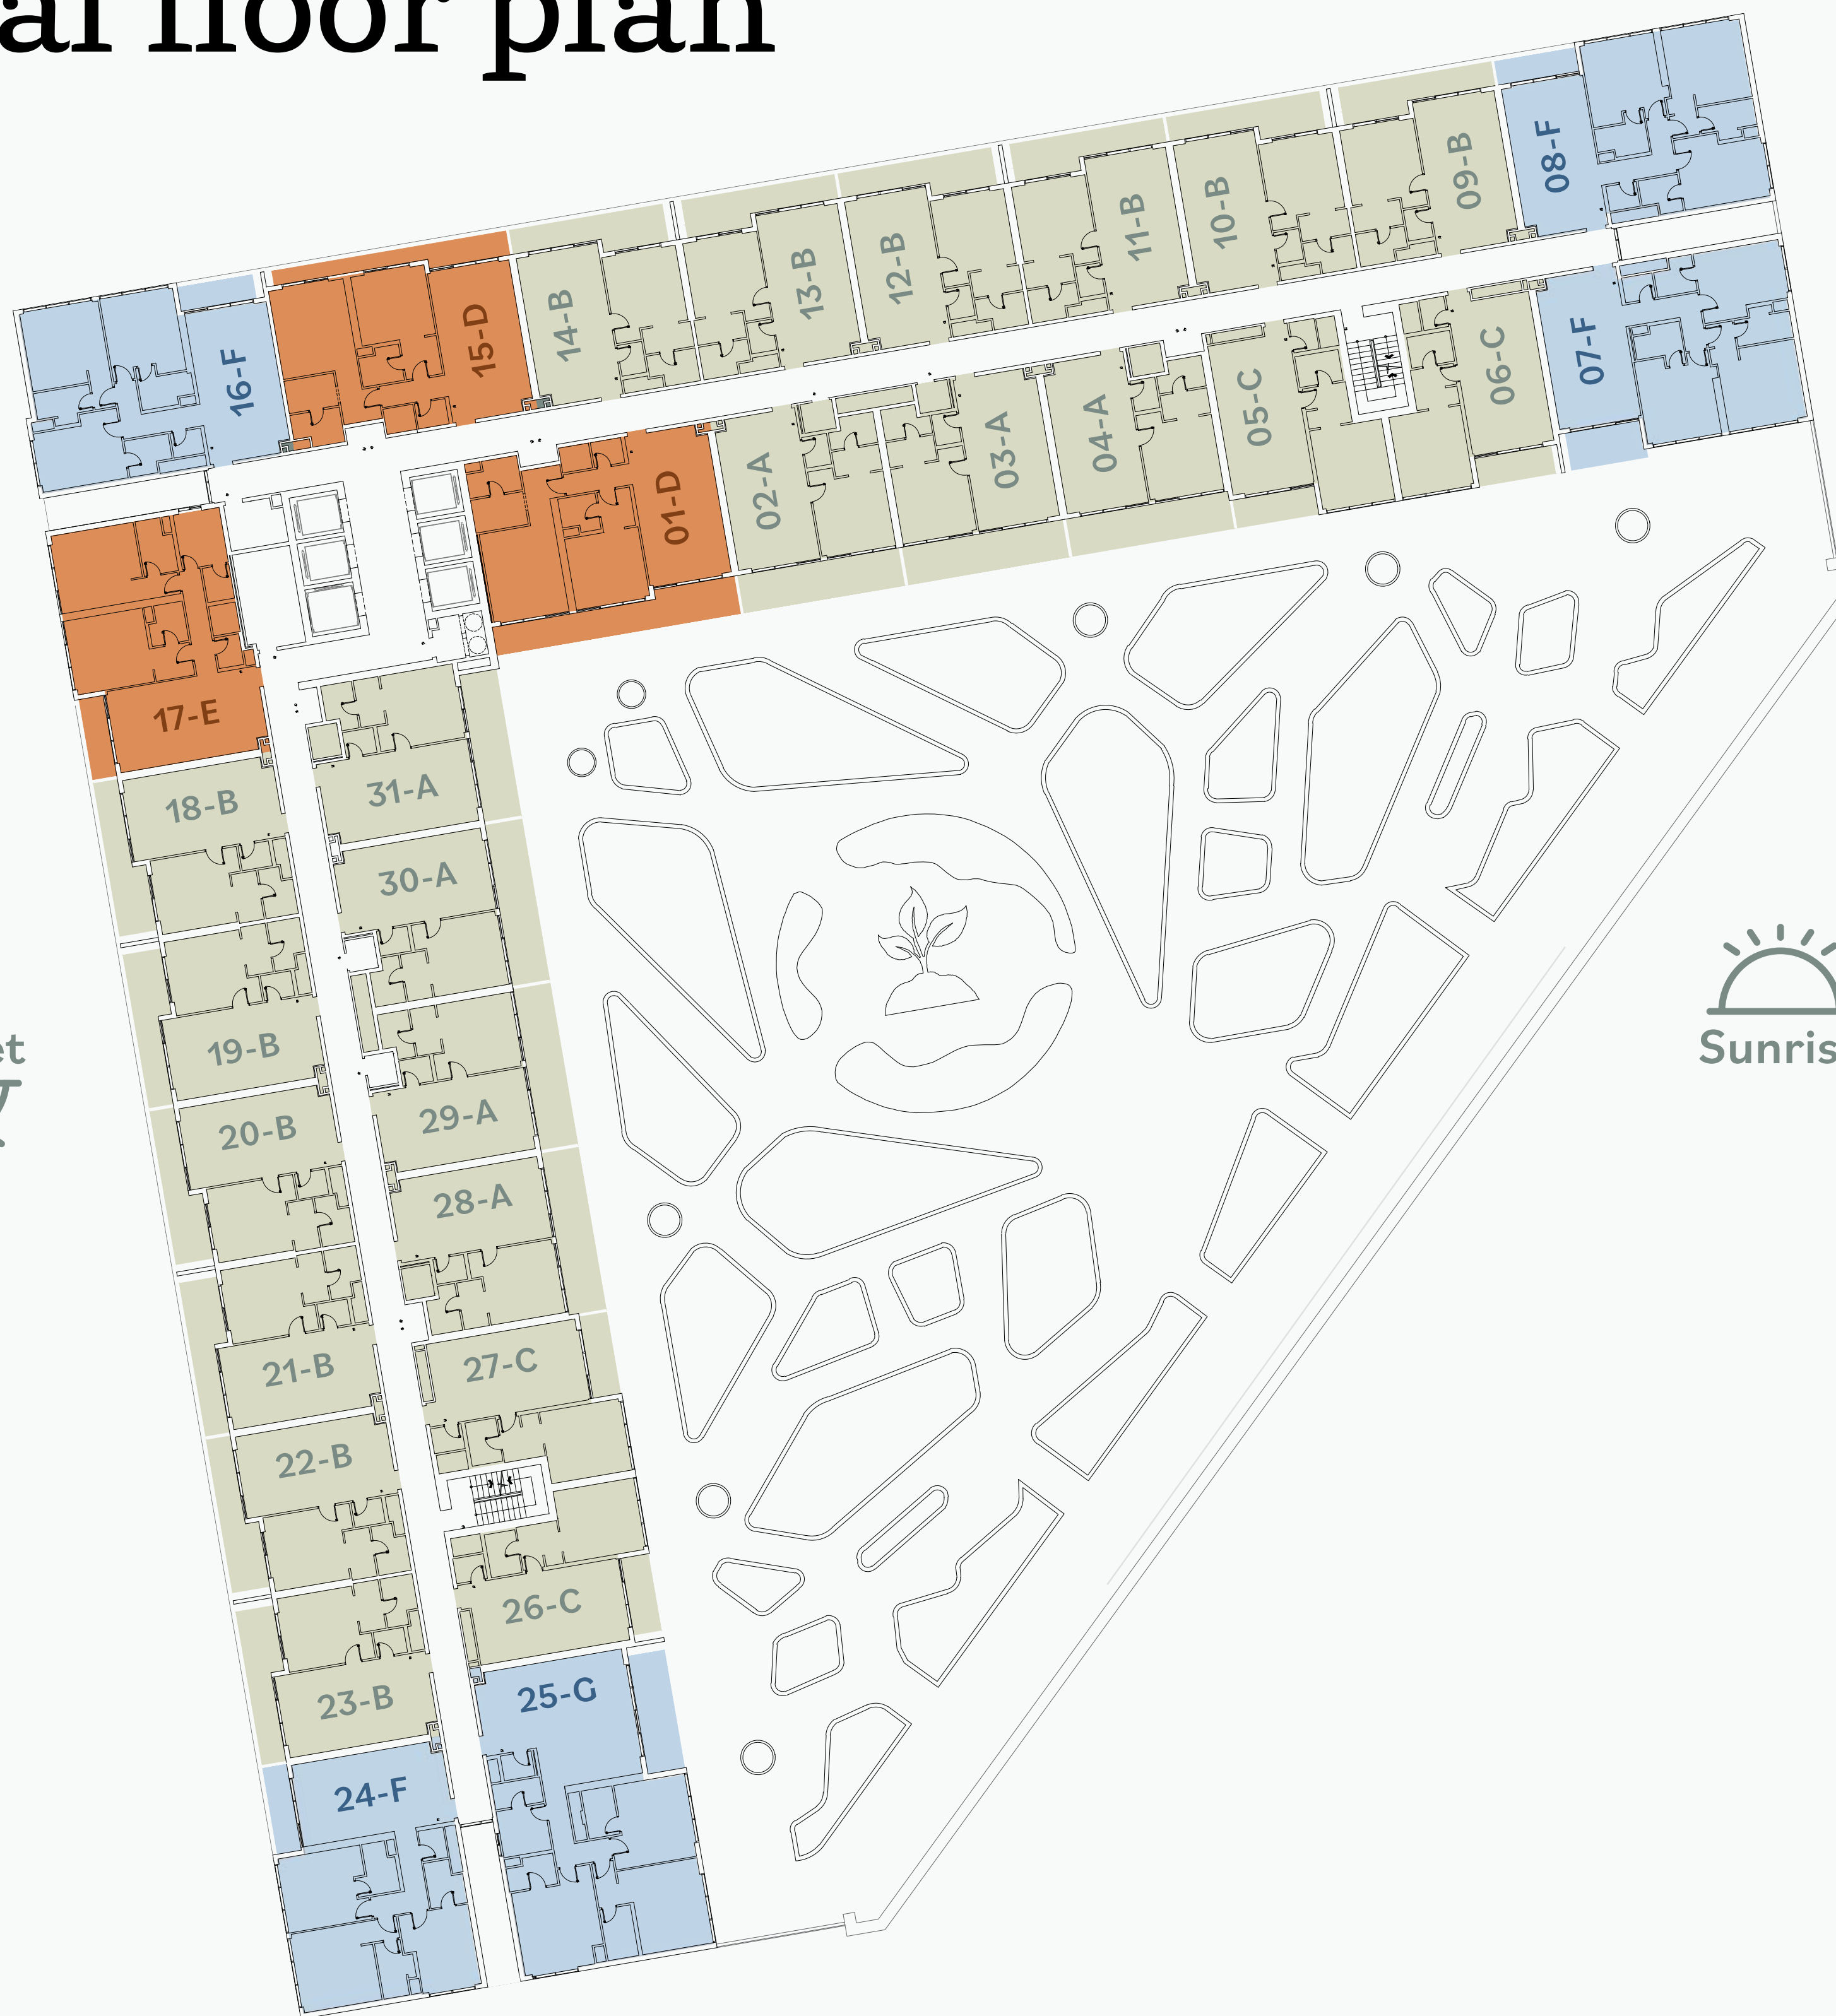 al floor plan
08-F
09-B
10-B
11-B
12-B
13-B
14-B
15-D
16-F
07-F
06-C
05-C
04-A
03-A
02-A
01-D
17-E
18-B
31-A
30-A
19-B
20-B
29-A
28-A
21-B
27-C
22-B
26-C
23-B
25-G
24-F
et
Sunris